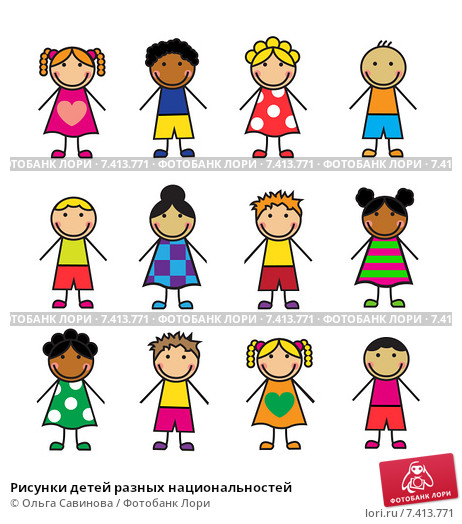 ОТОБАНК ЛОРИ · 7.413.771 · ФОТОБАНК ЛОРИ · 7.413.771 · ФОТОБАНК ЛОРИ · 7.41
ОТОБАНК ЛОРИ · 7.413.771 · ФОТОБАНК ЛОРИ · 7.413.771 · ФОТОБАНК ЛОРИ · 7.41
Рисунки детей разных национальностей
© Ольга Савинова / Фотобанк Лори
ФОТОБАНК ЛОРИ
lori.ru / 7.413.771